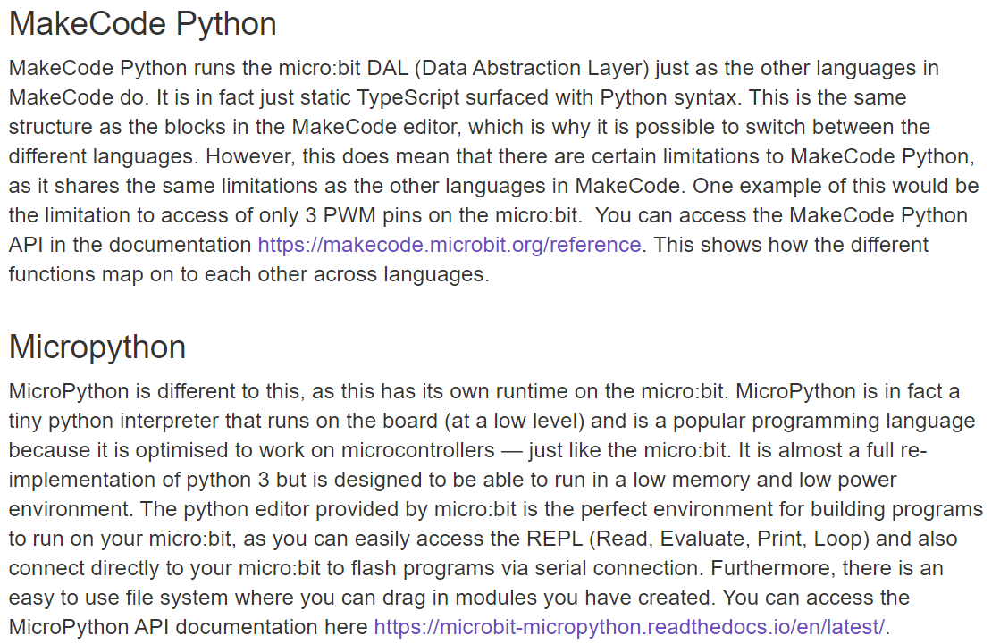 MakeCode Python
MakeCode Python runs the micro:bit DAL (Data Abstraction Layer) just as the other languages in
MakeCode do. It is in fact just static TypeScript surfaced with Python syntax. This is the same
structure as the blocks in the MakeCode editor, which is why it is possible to switch between the
different languages. However, this does mean that there are certain limitations to MakeCode Python,
as it shares the same limitations as the other languages in MakeCode. One example of this would be
the limitation to access of only 3 PWM pins on the micro:bit.  You can access the MakeCode Python
API in the documentation https://makecode.microbit.org/reference. This shows how the different
functions map on to each other across languages.
Micropython
MicroPython is different to this, as this has its own runtime on the micro:bit. MicroPython is in fact a
tiny python interpreter that runs on the board (at a low level) and is a popular programming language
because it is optimised to work on microcontrollers — just like the micro:bit. It is almost a full re-
implementation of python 3 but is designed to be able to run in a low memory and low power
environment. The python editor provided by micro:bit is the perfect environment for building programs
to run on your micro:bit, as you can easily access the REPL (Read, Evaluate, Print, Loop) and also
connect directly to your micro:bit to flash programs via serial connection. Furthermore, there is an
easy to use file system where you can drag in modules you have created. You can access the
MicroPython API documentation here https://microbit-micropython.readthedocs.io/en/latest/.